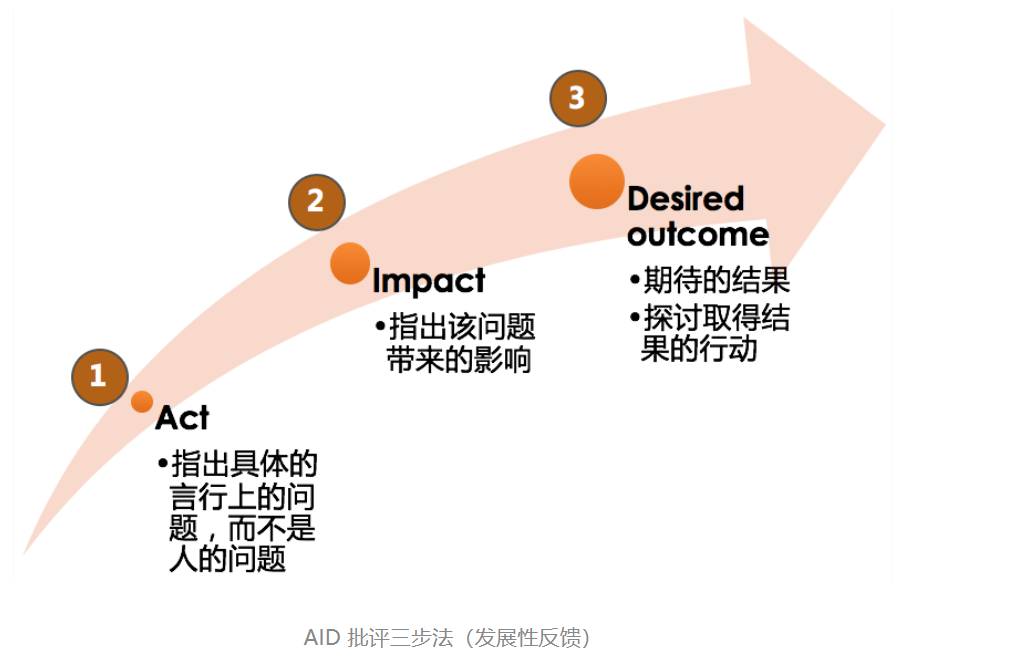 1
Act
•指出具体的
言行上的问
题，而不是
人的问题
2
Impact
•指出该问题
带来的影响
3
Desired
outcome
•期待的结果
•探讨取得结
果的行动
AID 批评三步法（发展性反馈）